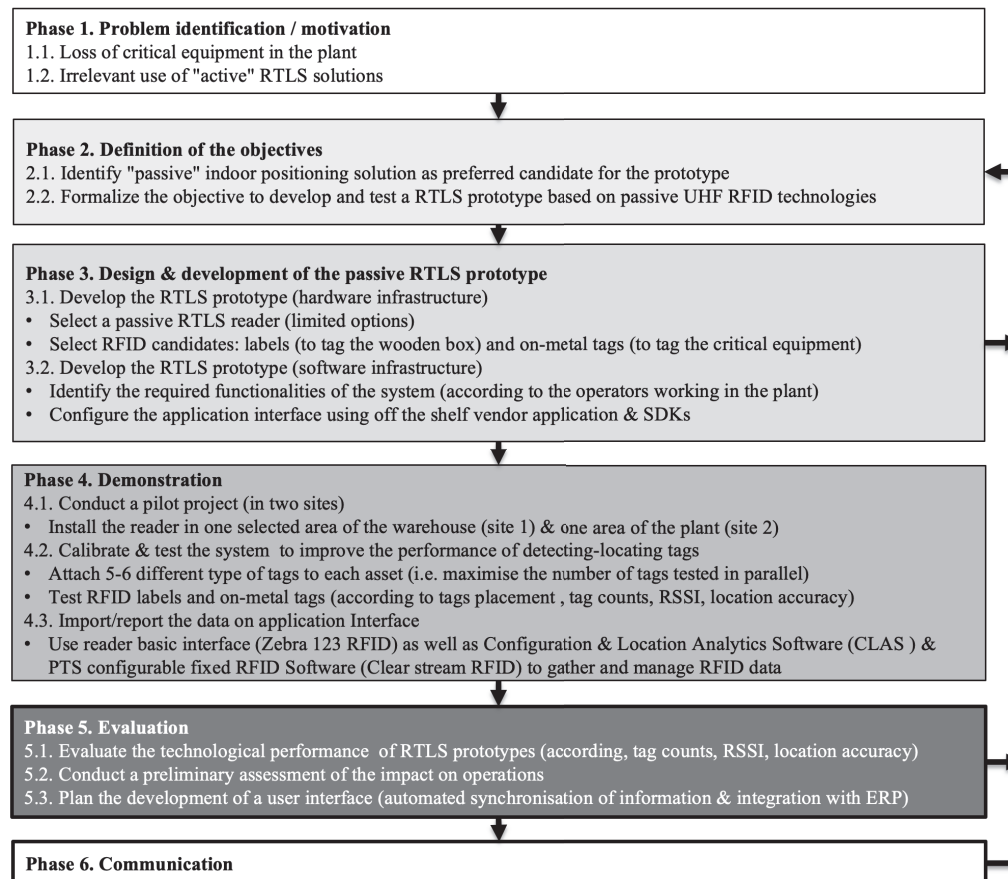 Phase 1. Problem identification / motivation
1.1. Loss of critical equipment in the plant
1.2. Irrelevant use of "active" RTLS solutions
Phase 2. Definition of the objectives
2.1. Identify "passive" indoor positioning solution as preferred candidate for the prototype
2.2. Formalize the objective to develop and test a RTLS prototype based on passive UHF RFID technologies
Phase 3. Design & development of the passive RTLS prototype
3.1. Develop the RTLS prototype (hardware infrastructure)
• Select a passive RTLS reader (limited options)
• Select RFID candidates: labels (to tag the wooden box) and on-metal tags (to tag the critical equipment)
3.2. Develop the RTLS prototype (software infrastructure)
• Identify the required functionalities of the system (according to the operators working in the plant)
• Configure the application interface using off the shelf vendor application & SDKs
Phase 4. Demonstration
4.1. Conduct a pilot project (in two sites)
• Install the reader in one selected area of the warehouse (site 1) & one area of the plant (site 2)
4.2. Calibrate & test the system to improve the performance of detecting-locating tags
• Attach 5-6 different type of tags to each asset (i.e. maximise the number of tags tested in parallel)
• Test RFID labels and on-metal tags (according to tags placement , tag counts, RSSI, location accuracy)
4.3. Import/report the data on application Interface
• Use reader basic interface (Zebra 123 RFID) as well as Configuration & Location Analytics Software (CLAS ) &
PTS configurable fixed RFID Software (Clear stream RFID) to gather and manage RFID data
Phase 5. Evaluation
5.1. Evaluate the technological performance of RTLS prototypes (according, tag counts, RSSI, location accuracy)
5.2. Conduct a preliminary assessment of the impact on operations
5.3. Plan the development of a user interface (automated synchronisation of information & integration with ERP)
Phase 6. Communication